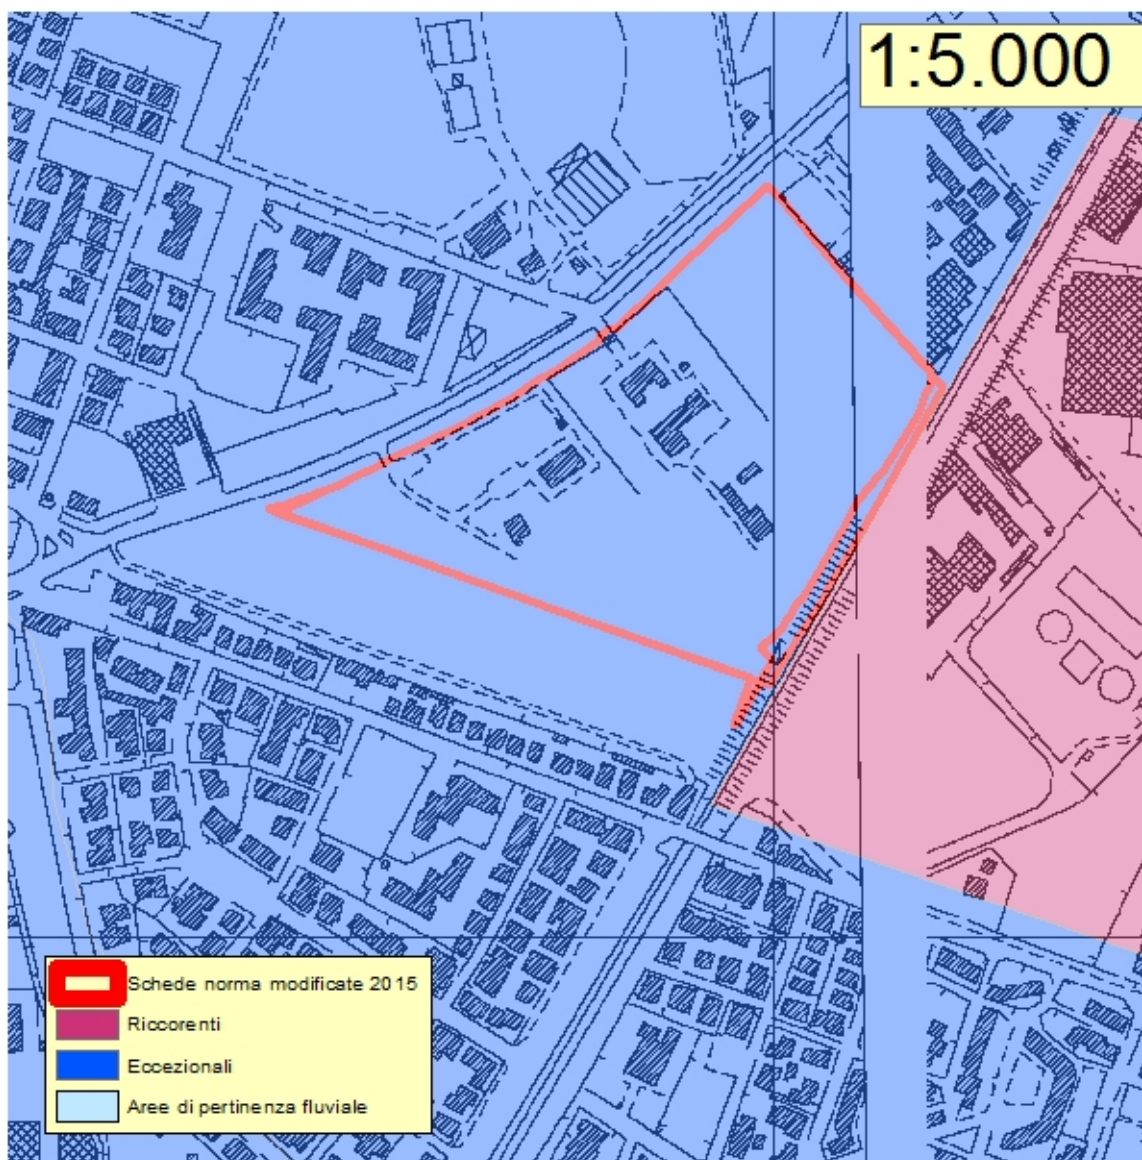 1:5.000
Schede norma modificate 2015
Riccorenti
Eccezionali
Aree di pertinenza fluviale